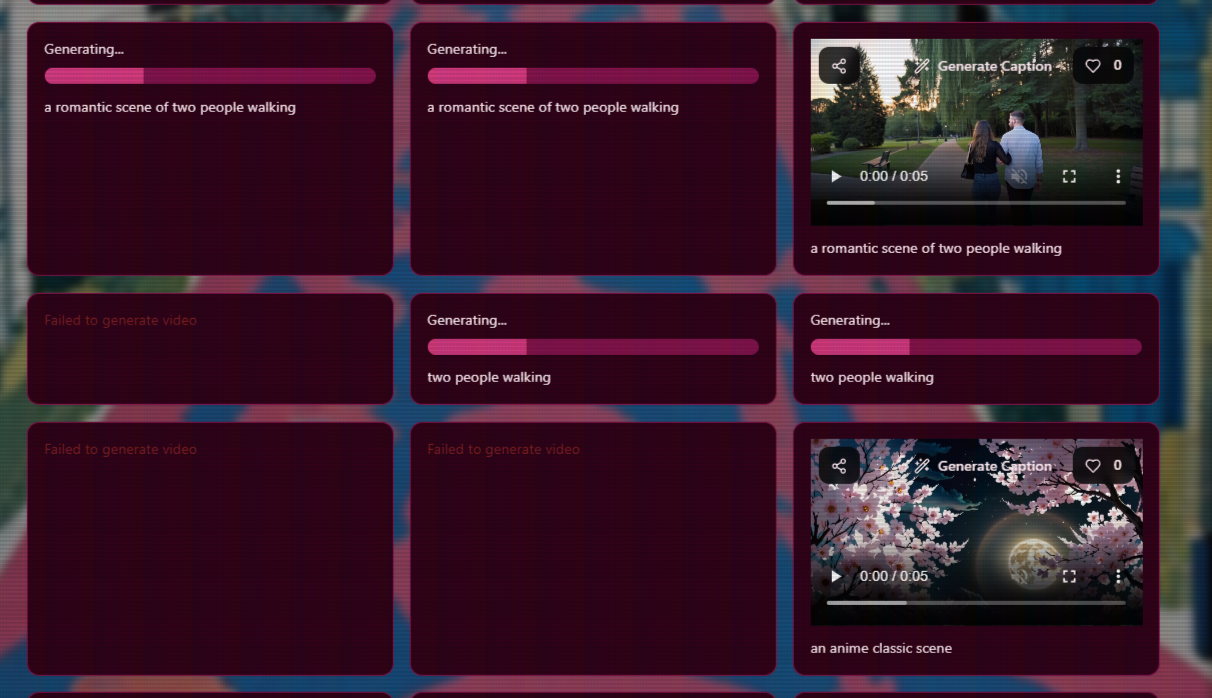 Generating...
a romantic scene of two people walking
Generating...
a romantic scene of two people walking
Generate Caption
0
0:00 / 0:05
a romantic scene of two people walking
Failed to generate video
Generating...
two people walking
Generating...
two people walking
Failed to generate video
Failed to generate video
Generate Caption
0
0:00 / 0:05
an anime classic scene